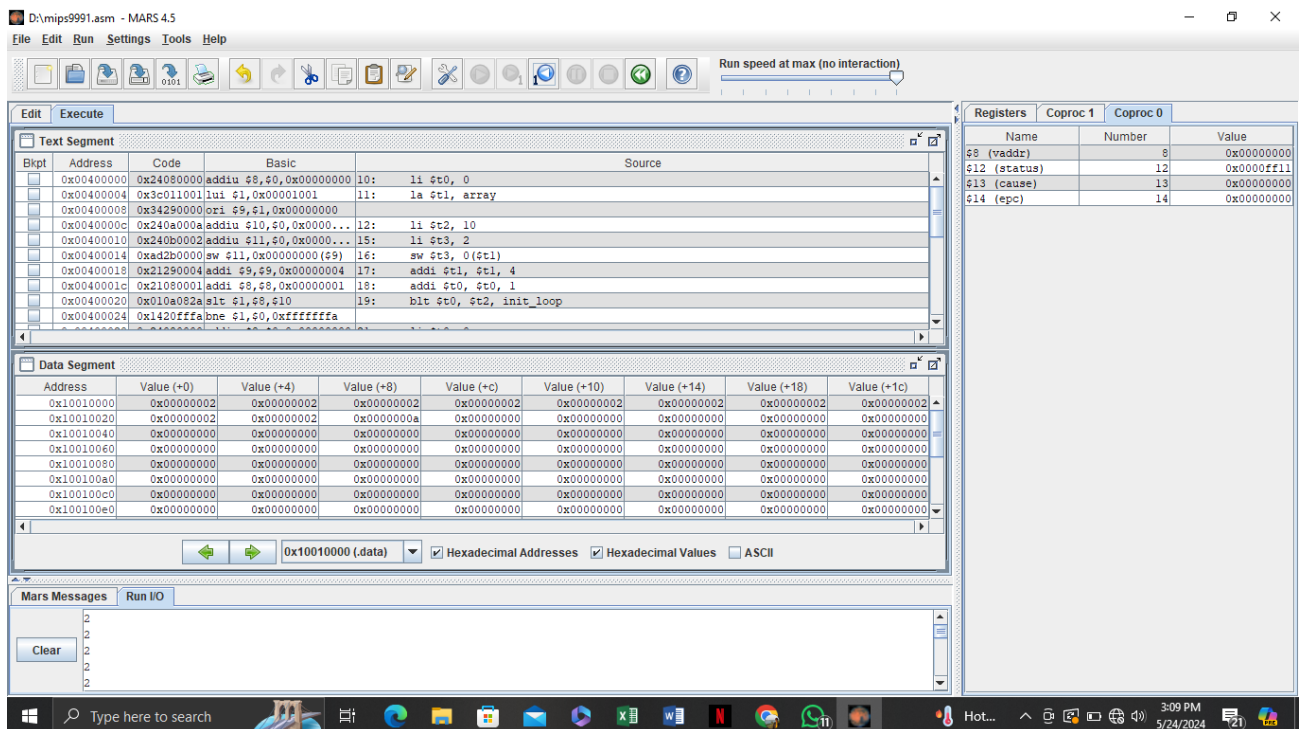 D:\mips9991.asm - MARS 4.5
File Edit Run Settings Tools Help
Run speed at max (no interaction)
Edit Execute
Text Segment
Bkpt Address Code Basic Source
0x00400000 0x24080000 addiu $8,$0,0x00000000 10: li $t0, 0
0x00400004 0x3c011001 lui $1,0x00001001 11: la $t1, array
0x00400008 0x34290000 ori $9,$1,0x00000000
0x0040000c 0x240a000a addiu $10,$0,0x0000... 12: li $t2, 10
0x00400010 0x240b0002 addiu $11,$0,0x0000... 15: li $t3, 2
0x00400014 0xad2b0000 sw $11,0x00000000($9) 16: sw $t3, 0($t1)
0x00400018 0x21290004 addi $9,$9,0x00000004 17: addi $t1, $t1, 4
0x0040001c 0x21080001 addi $8,$8,0x00000001 18: addi $t0, $t0, 1
0x00400020 0x010a082a slt $1,$8,$10 19: blt $t0, $t2, init_loop
0x00400024 0x1420fffa bne $1,$0,0xfffffffa
Data Segment
Address Value (+0) Value (+4) Value (+8) Value (+c) Value (+10) Value (+14) Value (+18) Value (+1c)
0x10010000 0x00000002 0x00000002 0x00000002 0x00000002 0x00000002 0x00000002 0x00000002 0x00000002
0x10010020 0x00000002 0x00000002 0x0000000a 0x00000000 0x00000000 0x00000000 0x00000000 0x00000000
0x10010040 0x00000000 0x00000000 0x00000000 0x00000000 0x00000000 0x00000000 0x00000000 0x00000000
0x10010060 0x00000000 0x00000000 0x00000000 0x00000000 0x00000000 0x00000000 0x00000000 0x00000000
0x10010080 0x00000000 0x00000000 0x00000000 0x00000000 0x00000000 0x00000000 0x00000000 0x00000000
0x100100a0 0x00000000 0x00000000 0x00000000 0x00000000 0x00000000 0x00000000 0x00000000 0x00000000
0x100100c0 0x00000000 0x00000000 0x00000000 0x00000000 0x00000000 0x00000000 0x00000000 0x00000000
0x100100e0 0x00000000 0x00000000 0x00000000 0x00000000 0x00000000 0x00000000 0x00000000 0x00000000
0x10010000 (.data) Hexadecimal Addresses Hexadecimal Values ASCII
Mars Messages Run I/O
Clear
2
2
2
2
2
Registers Coproc 1 Coproc 0
Name Number Value
$8 (vaddr) 8 0x00000000
$12 (status) 12 0x0000ff11
$13 (cause) 13 0x00000000
$14 (epc) 14 0x00000000
Type here to search
Hot...
3:09 PM
5/24/2024
21